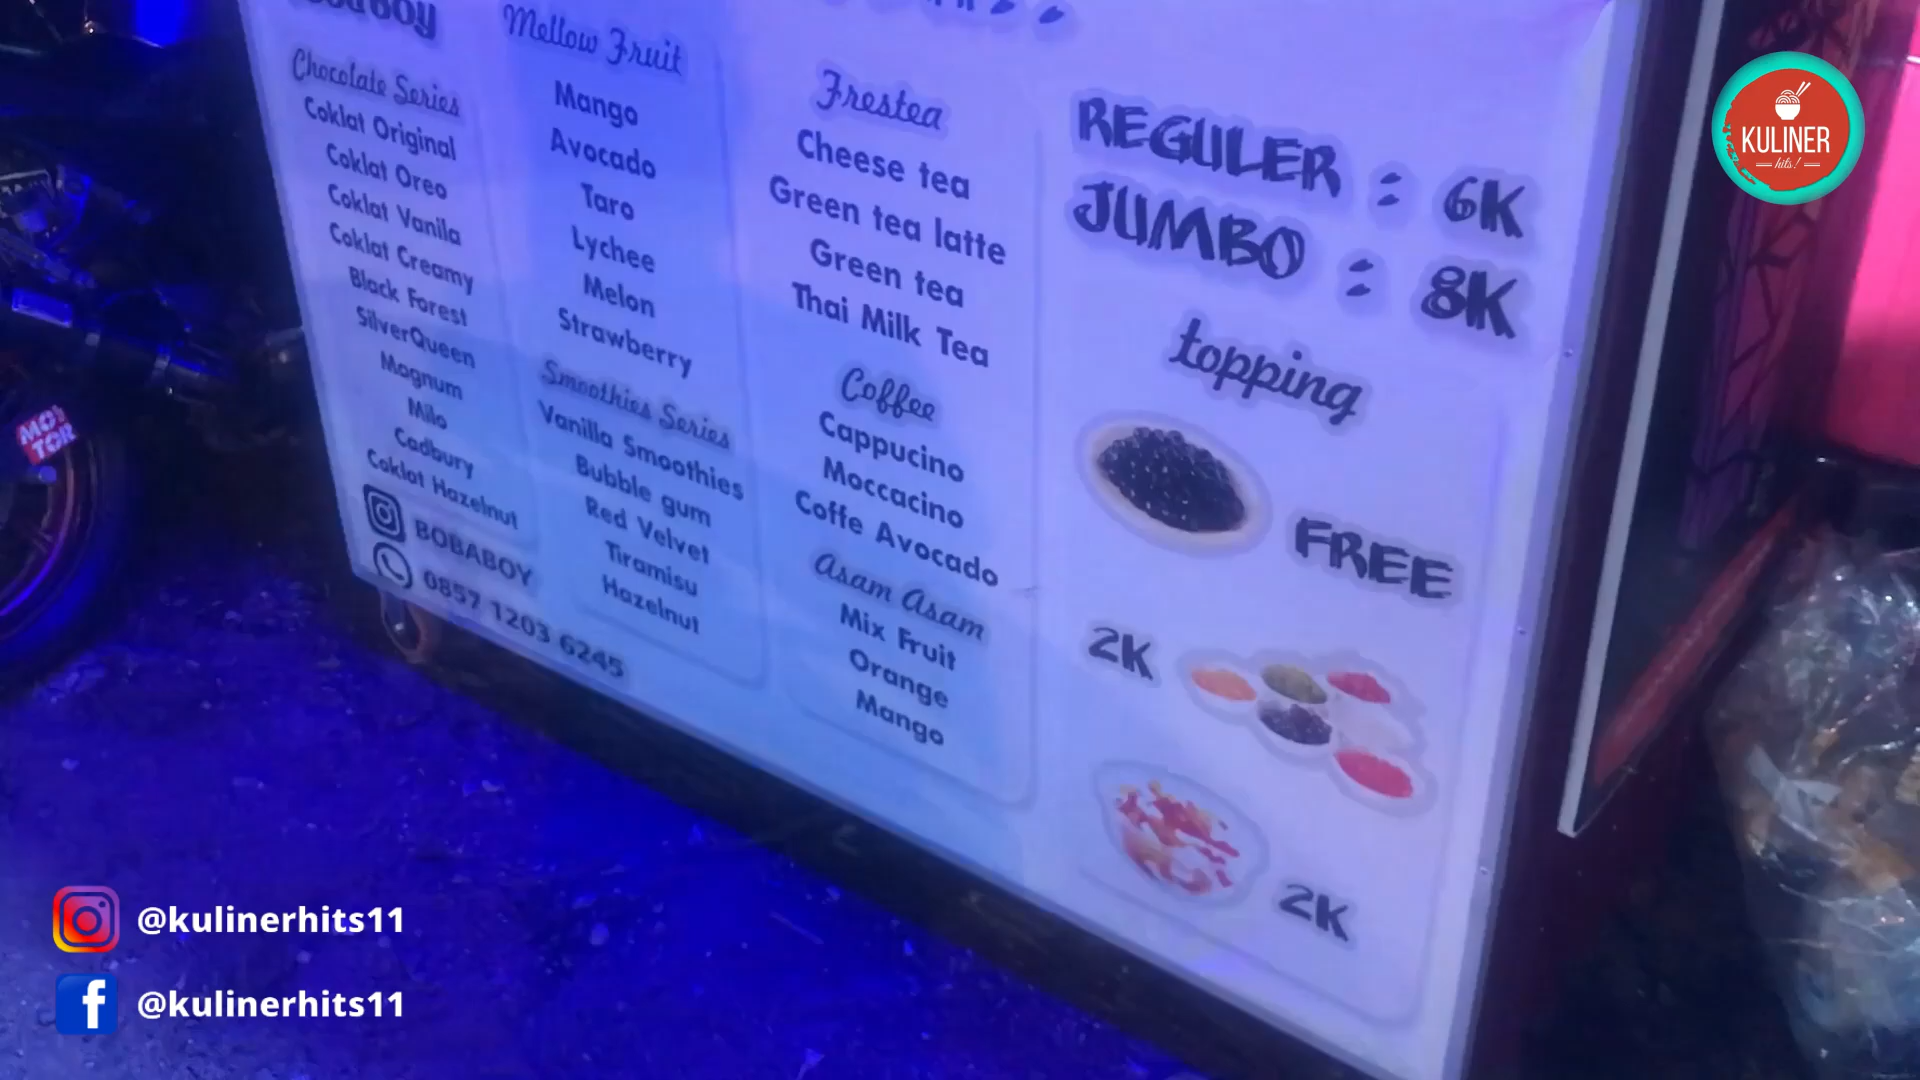 Chocolate Series
Coklat Original
Coklat Oreo
Coklat Vanila
Coklat Creamy
Black Forest
SilverQueen
Magnum
Milo
Cadbury
Coklat Hazelnut
BOBABOY
0857 1203 6245
Mellow Fruit
Mango
Avocado
Taro
Lychee
Melon
Strawberry
Smoothies Series
Vanilla Smoothies
Bubble gum
Red Velvet
Tiramisu
Hazelnut
Frestea
Cheese tea
Green tea latte
Green tea
Thai Milk Tea
Coffee
Cappucino
Moccacino
Coffe Avocado
Asam Asam
Mix Fruit
Orange
Mango
REGULER : 6K
JUMBO : 8K
topping
FREE
2K
2K
KULINER
hits!
MO
TOR
@kulinerhits11
@kulinerhits11